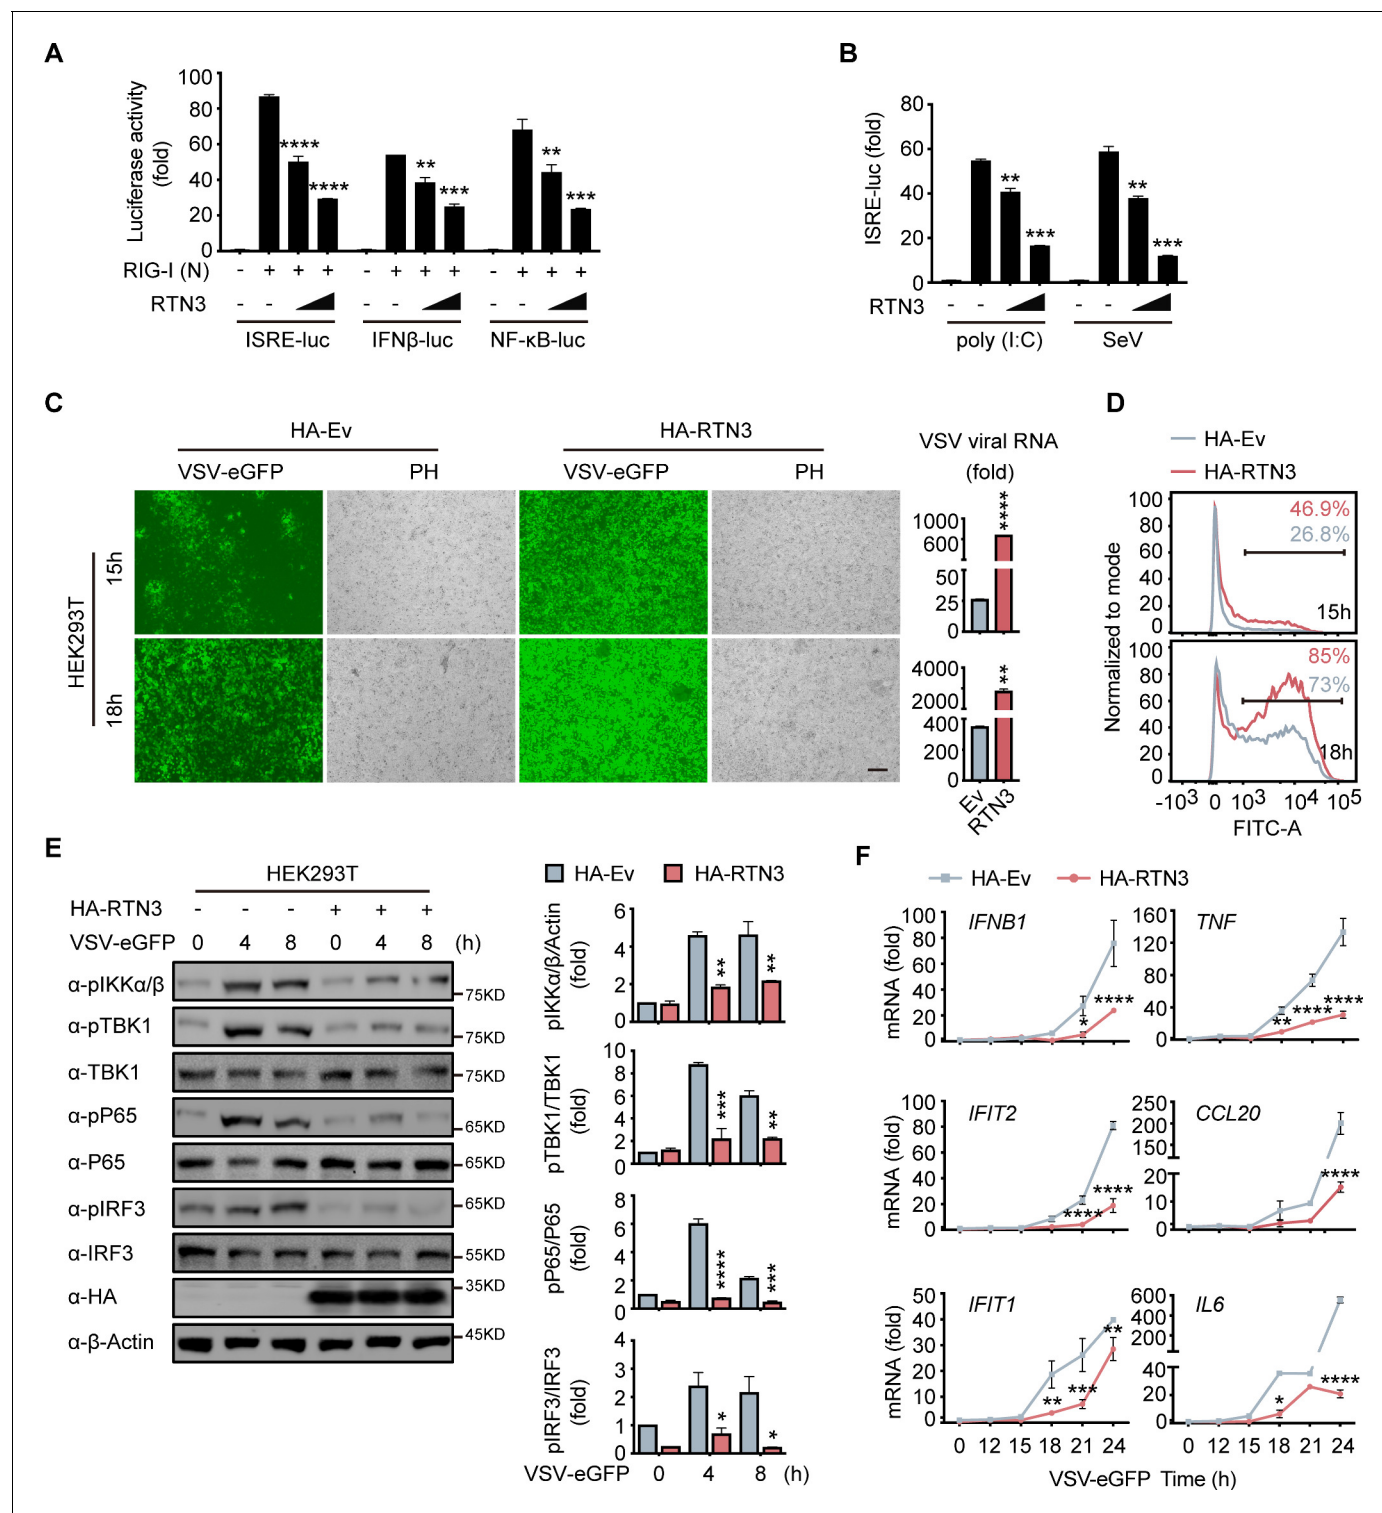 A
Luciferase activity
(fold)
100
80
60
40
20
0
****
****
**
***
**
***
RIG-I (N) - + + + - + + + - + + +
RTN3 - - - - - -
ISRE-luc IFNβ-luc NF-κB-luc
B
ISRE-luc (fold)
80
60
40
20
0
**
***
**
***
RTN3 - - - -
poly (I:C) SeV
C
HA-Ev HA-RTN3
VSV-eGFP PH VSV-eGFP PH
HEK293T
15h
18h
VSV viral RNA
(fold)
1000
600
50
25
0
****
4000
2000
400
200
0
**
Ev
RTN3
D
HA-Ev
HA-RTN3
Normalized to mode
100
80
60
40
20
0
46.9%
26.8%
15h
100
80
60
40
20
0
85%
73%
18h
-10³ 0 10³ 10⁴ 10⁵
FITC-A
E
HEK293T
HA-RTN3 - - - + + +
VSV-eGFP 0 4 8 0 4 8 (h)
α-pIKKα/β 75KD
α-pTBK1 75KD
α-TBK1 75KD
α-pP65 65KD
α-P65 65KD
α-pIRF3 65KD
α-IRF3 55KD
α-HA 35KD
α-β-Actin 45KD
HA-Ev HA-RTN3
pIKKα/β/Actin
(fold)
6
4
2
0
**
**
pTBK1/TBK1
(fold)
10
8
6
4
2
0
***
**
pP65/P65
(fold)
8
6
4
2
0
****
***
pIRF3/IRF3
(fold)
4
3
2
1
0
*
*
VSV-eGFP 0 4 8 (h)
F
HA-Ev HA-RTN3
mRNA (fold)
100
80
60
40
20
0
IFNB1
*
****
160
120
80
40
0
TNF
**
****
****
mRNA (fold)
100
80
60
40
20
0
IFIT2
****
****
250
200
150
20
10
0
CCL20
****
mRNA (fold)
50
40
30
20
10
0
IFIT1
**
***
**
600
400
200
40
20
0
IL6
*
****
0 12 15 18 21 24 0 12 15 18 21 24
VSV-eGFP Time (h)